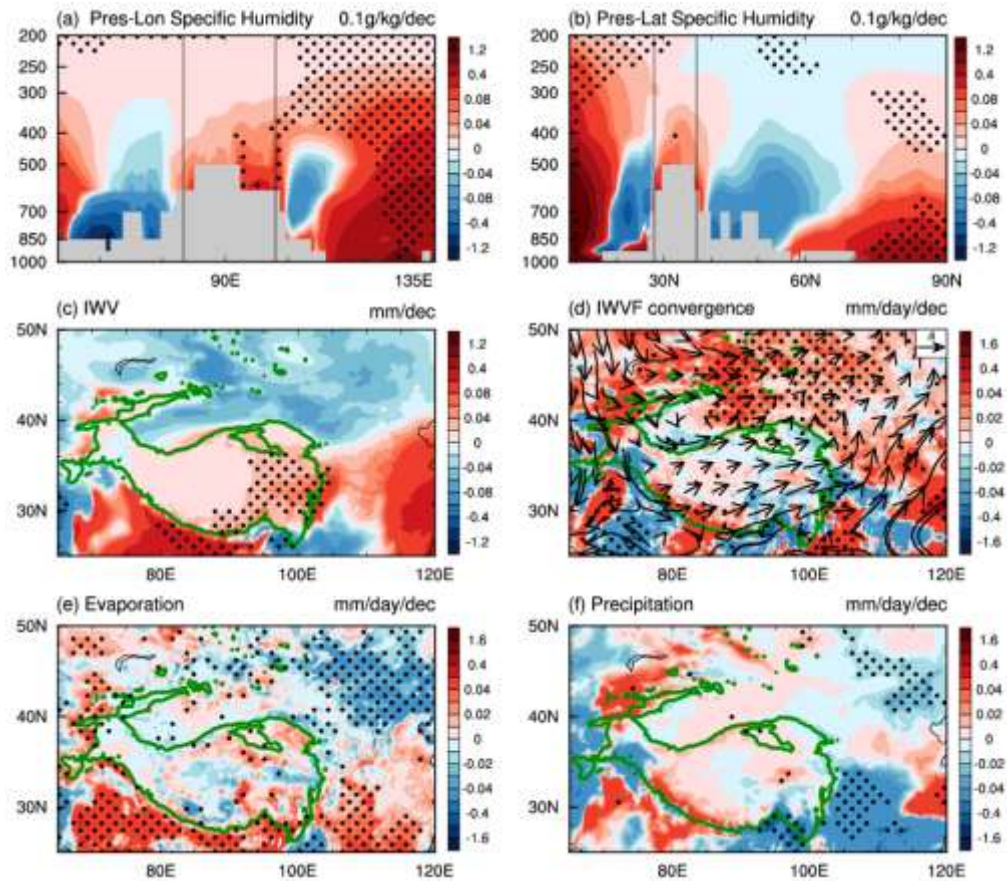 (a) Pres-Lon Specific Humidity 0.1g/kg/dec
200
250
300
400
500
700
850
1000
90E 135E
1.2
0.4
0.08
0.04
0
-0.04
-0.08
-0.4
-1.2
(b) Pres-Lat Specific Humidity 0.1g/kg/dec
200
250
300
400
500
700
850
1000
30N 60N 90N
1.2
0.4
0.08
0.04
0
-0.04
-0.08
-0.4
-1.2
(c) IWV mm/dec
50N
40N
30N
80E 100E 120E
1.2
0.4
0.08
0.04
0
-0.04
-0.08
-0.4
-1.2
(d) IWVF convergence mm/day/dec
50N
40N
30N
80E 100E 120E
1.6
0.4
0.04
0.02
0
-0.02
-0.04
-0.4
-1.6
(e) Evaporation mm/day/dec
50N
40N
30N
80E 100E 120E
1.6
0.4
0.04
0.02
0
-0.02
-0.04
-0.4
-1.6
(f) Precipitation mm/day/dec
50N
40N
30N
80E 100E 120E
1.6
0.4
0.04
0.02
0
-0.02
-0.04
-0.4
-1.6